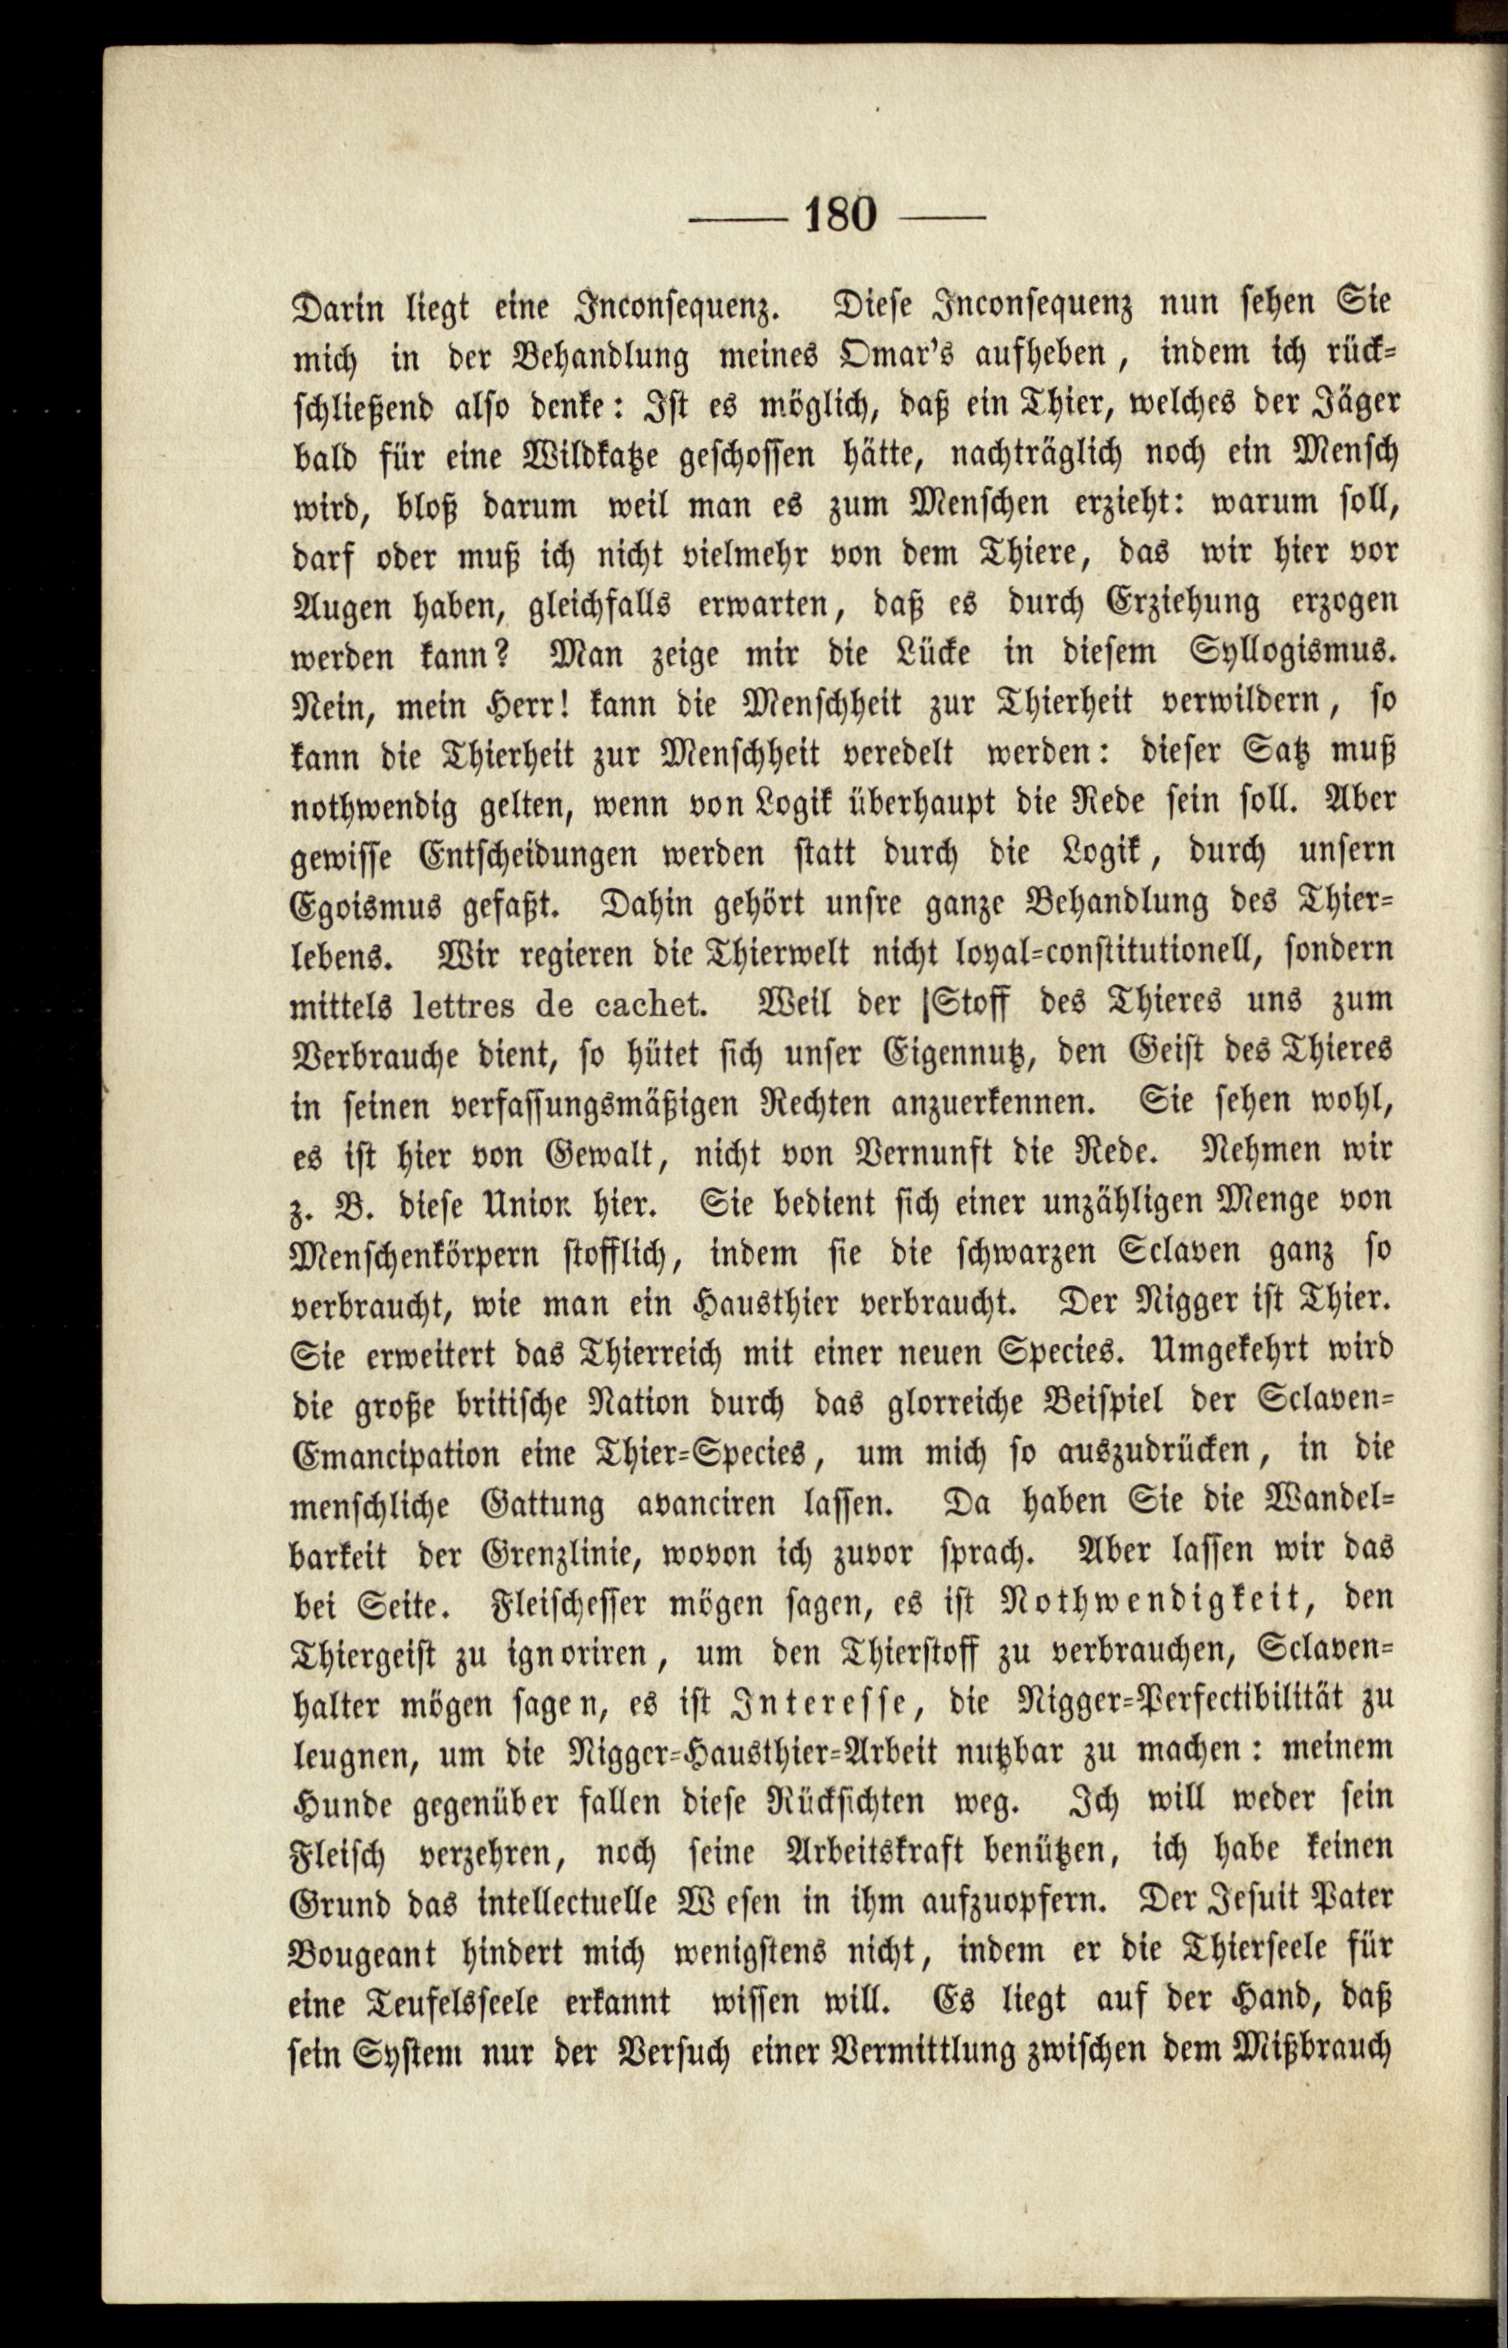 180
Darin liegt eine Inconsequenz. Diese Inconsequenz nun sehen Sie
mich in der Behandlung meines Omar's aufheben, indem ich rück-
schließend also denke: Ist es möglich, daß ein Thier, welches der Jäger
bald für eine Wildkatze geschossen hätte, nachträglich noch ein Mensch
wird, bloß darum weil man es zum Menschen erzieht: warum soll,
darf oder muß ich nicht vielmehr von dem Thiere, das wir hier vor
Augen haben, gleichfalls erwarten, daß es durch Erziehung erzogen
werden kann? Man zeige mir die Lücke in diesem Syllogismus.
Nein, mein Herr! kann die Menschheit zur Thierheit verwildern, so
kann die Thierheit zur Menschheit veredelt werden: dieser Satz muß
nothwendig gelten, wenn von Logik überhaupt die Rede sein soll. Aber
gewisse Entscheidungen werden statt durch die Logik, durch unsern
Egoismus gefaßt. Dahin gehört unsre ganze Behandlung des Thier-
lebens. Wir regieren die Thierwelt nicht loyal-constitutionell, sondern
mittels lettres de cachet. Weil der Stoff des Thieres uns zum
Verbrauche dient, so hütet sich unser Eigennutz, den Geist des Thieres
in seinen verfassungsmäßigen Rechten anzuerkennen. Sie sehen wohl,
es ist hier von Gewalt, nicht von Vernunft die Rede. Nehmen wir
z. B. diese Union hier. Sie bedient sich einer unzähligen Menge von
Menschenkörpern stofflich, indem sie die schwarzen Sclaven ganz so
verbraucht, wie man ein Hausthier verbraucht. Der Nigger ist Thier.
Sie erweitert das Thierreich mit einer neuen Species. Umgekehrt wird
die große britische Nation durch das glorreiche Beispiel der Sclaven-
Emancipation eine Thier-Species, um mich so auszudrücken, in die
menschliche Gattung avanciren lassen. Da haben Sie die Wandel-
barkeit der Grenzlinie, wovon ich zuvor sprach. Aber lassen wir das
bei Seite. Fleischesser mögen sagen, es ist Nothwendigkeit, den
Thiergeist zu ignoriren, um den Thierstoff zu verbrauchen, Sclaven-
halter mögen sagen, es ist Interesse, die Nigger-Perfectibilität zu
leugnen, um die Nigger-Hausthier-Arbeit nutzbar zu machen: meinem
Hunde gegenüber fallen diese Rücksichten weg. Ich will weder sein
Fleisch verzehren, noch seine Arbeitskraft benützen, ich habe keinen
Grund das intellectuelle Wesen in ihm aufzuopfern. Der Jesuit Pater
Bougeant hindert mich wenigstens nicht, indem er die Thierseele für
eine Teufelsseele erkannt wissen will. Es liegt auf der Hand, daß
sein System nur der Versuch einer Vermittlung zwischen dem Mißbrauch